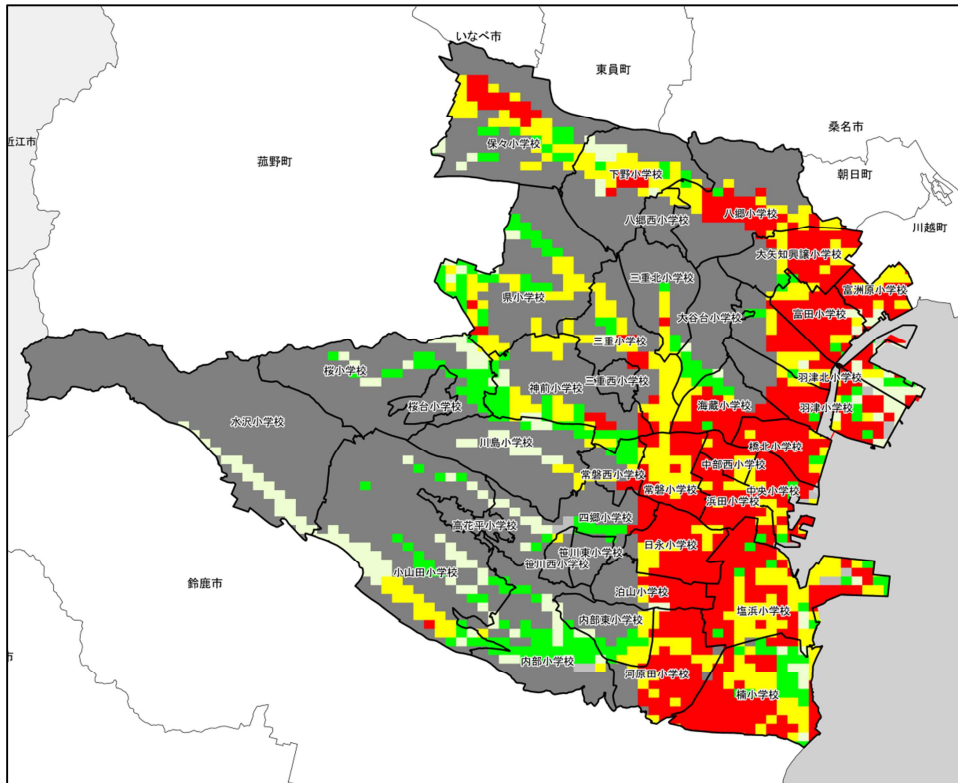 いなべ市
東員町
桑名市
近江市
保々小学校
菰野町
朝日町
下野小学校
八郷西小学校
八郷小学校
川越町
大矢知興譲小学校
三重北小学校
富洲原小学校
県小学校
大谷台小学校
富田小学校
三重小学校
桜小学校
神前小学校
三重西小学校
羽津北小学校
桜台小学校
海蔵小学校
羽津小学校
水沢小学校
川島小学校
橋北小学校
常磐西小学校
中部西小学校
常磐小学校
中央小学校
浜田小学校
四郷小学校
高花平小学校
日永小学校
笹川東小学校
笹川西小学校
小山田小学校
泊山小学校
鈴鹿市
塩浜小学校
内部東小学校
市
内部小学校
河原田小学校
楠小学校